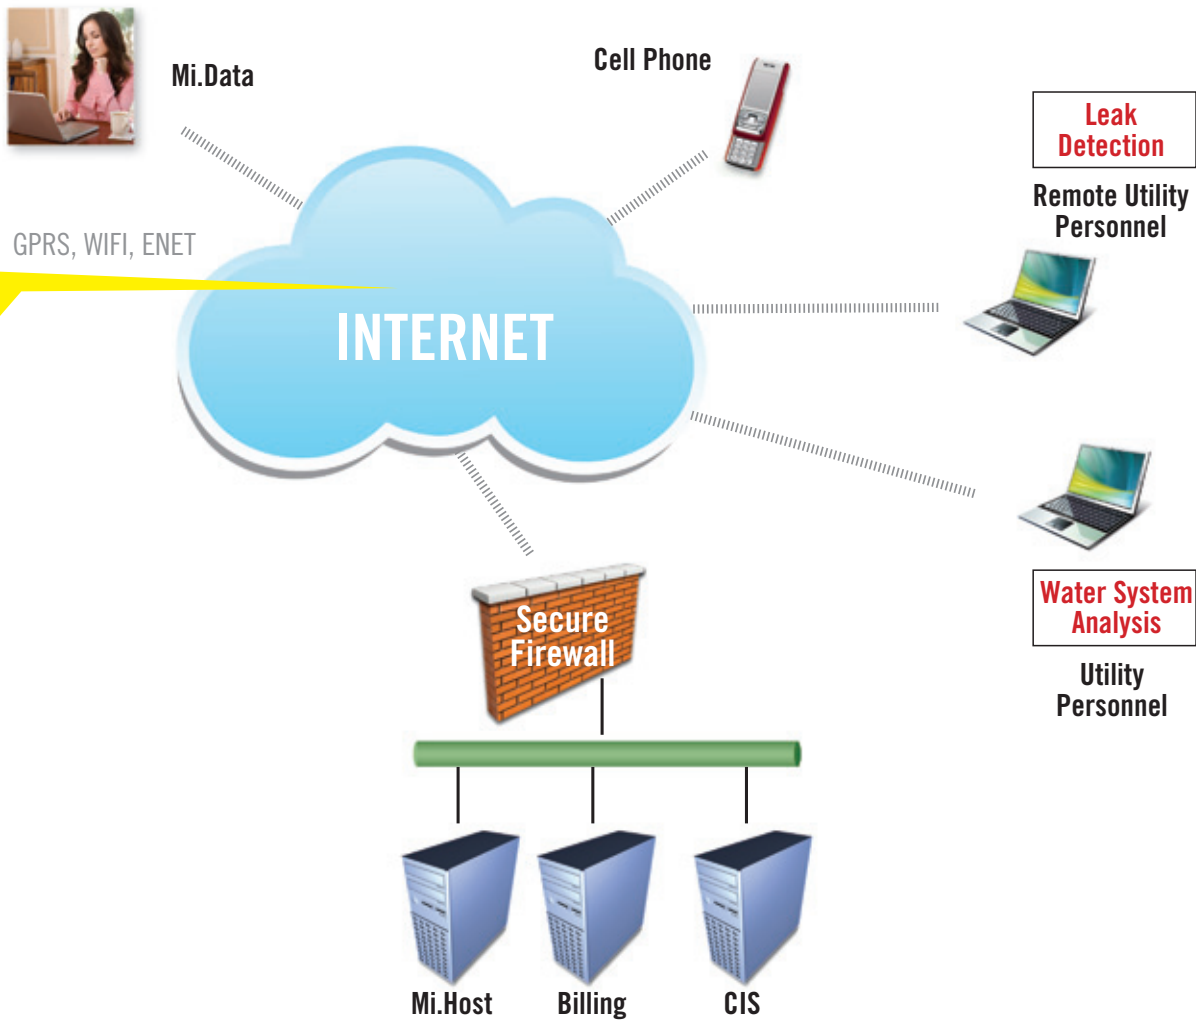 Mi.Data
Cell Phone
Leak
Detection
Remote Utility
Personnel
GPRS, WIFI, ENET
INTERNET
Secure
Firewall
Water System
Analysis
Utility
Personnel
Mi.Host
Billing
CIS